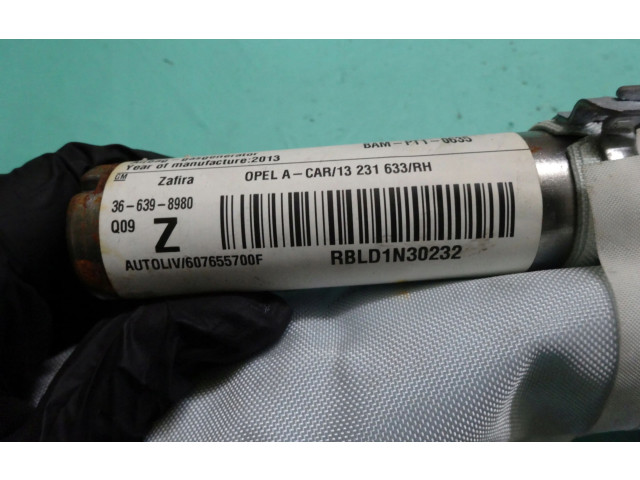 BAM-PT1-0635
Year of manufacture:2013
GM Zafira OPEL A-CAR/13 231 633/RH
36-639-8980
Q09 Z
AUTOLIV/607655700F RBLD1N30232